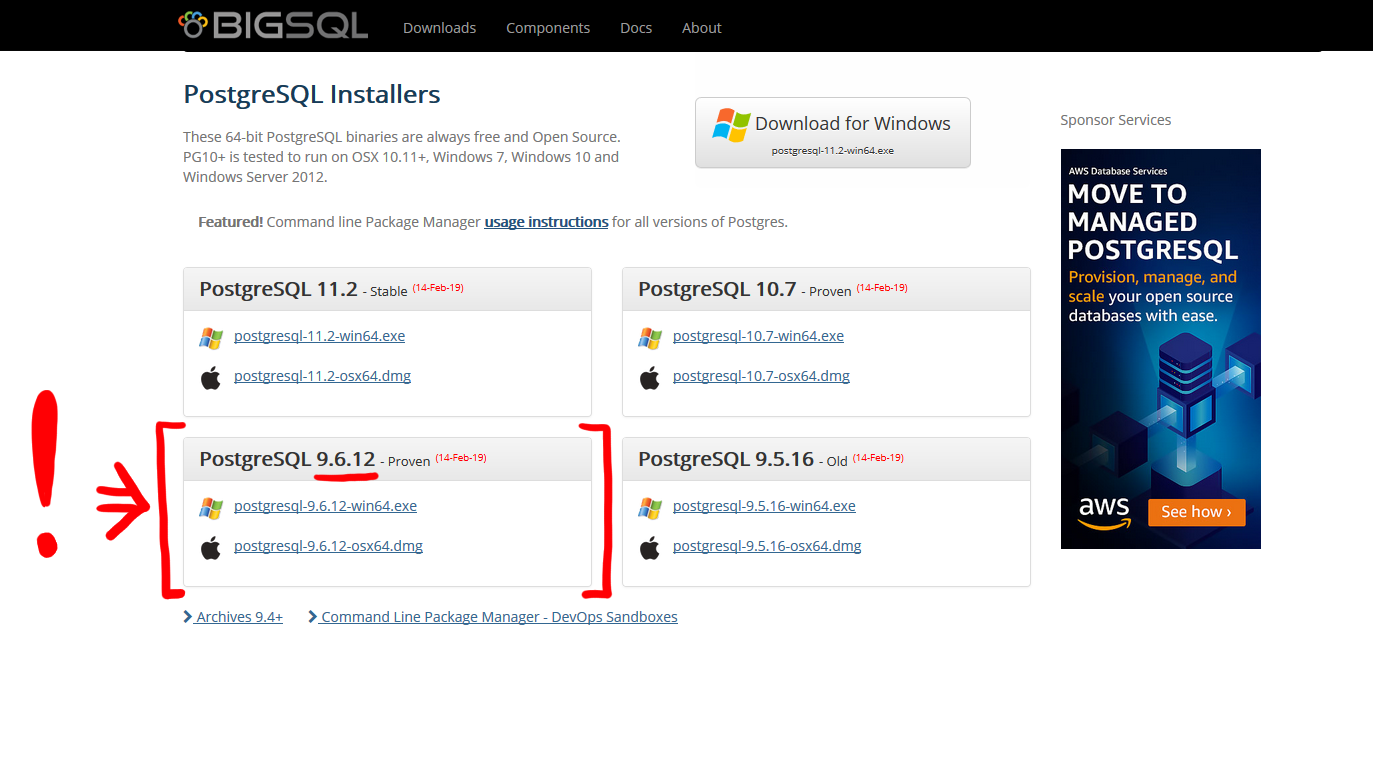 BIGSQL Downloads Components Docs About
PostgreSQL Installers
These 64-bit PostgreSQL binaries are always free and Open Source.
PG10+ is tested to run on OSX 10.11+, Windows 7, Windows 10 and
Windows Server 2012.
Download for Windows
postgresql-11.2-win64.exe
Featured! Command line Package Manager usage instructions for all versions of Postgres.
PostgreSQL 11.2 - Stable (14-Feb-19)
postgresql-11.2-win64.exe
postgresql-11.2-osx64.dmg
PostgreSQL 10.7 - Proven (14-Feb-19)
postgresql-10.7-win64.exe
postgresql-10.7-osx64.dmg
!
PostgreSQL 9.6.12 - Proven (14-Feb-19)
postgresql-9.6.12-win64.exe
postgresql-9.6.12-osx64.dmg
PostgreSQL 9.5.16 - Old (14-Feb-19)
postgresql-9.5.16-win64.exe
postgresql-9.5.16-osx64.dmg
Archives 9.4+ Command Line Package Manager - DevOps Sandboxes
Sponsor Services
AWS Database Services
MOVE TO
MANAGED
POSTGRESQL
Provision, manage, and
scale your open source
databases with ease.
aws See how ›